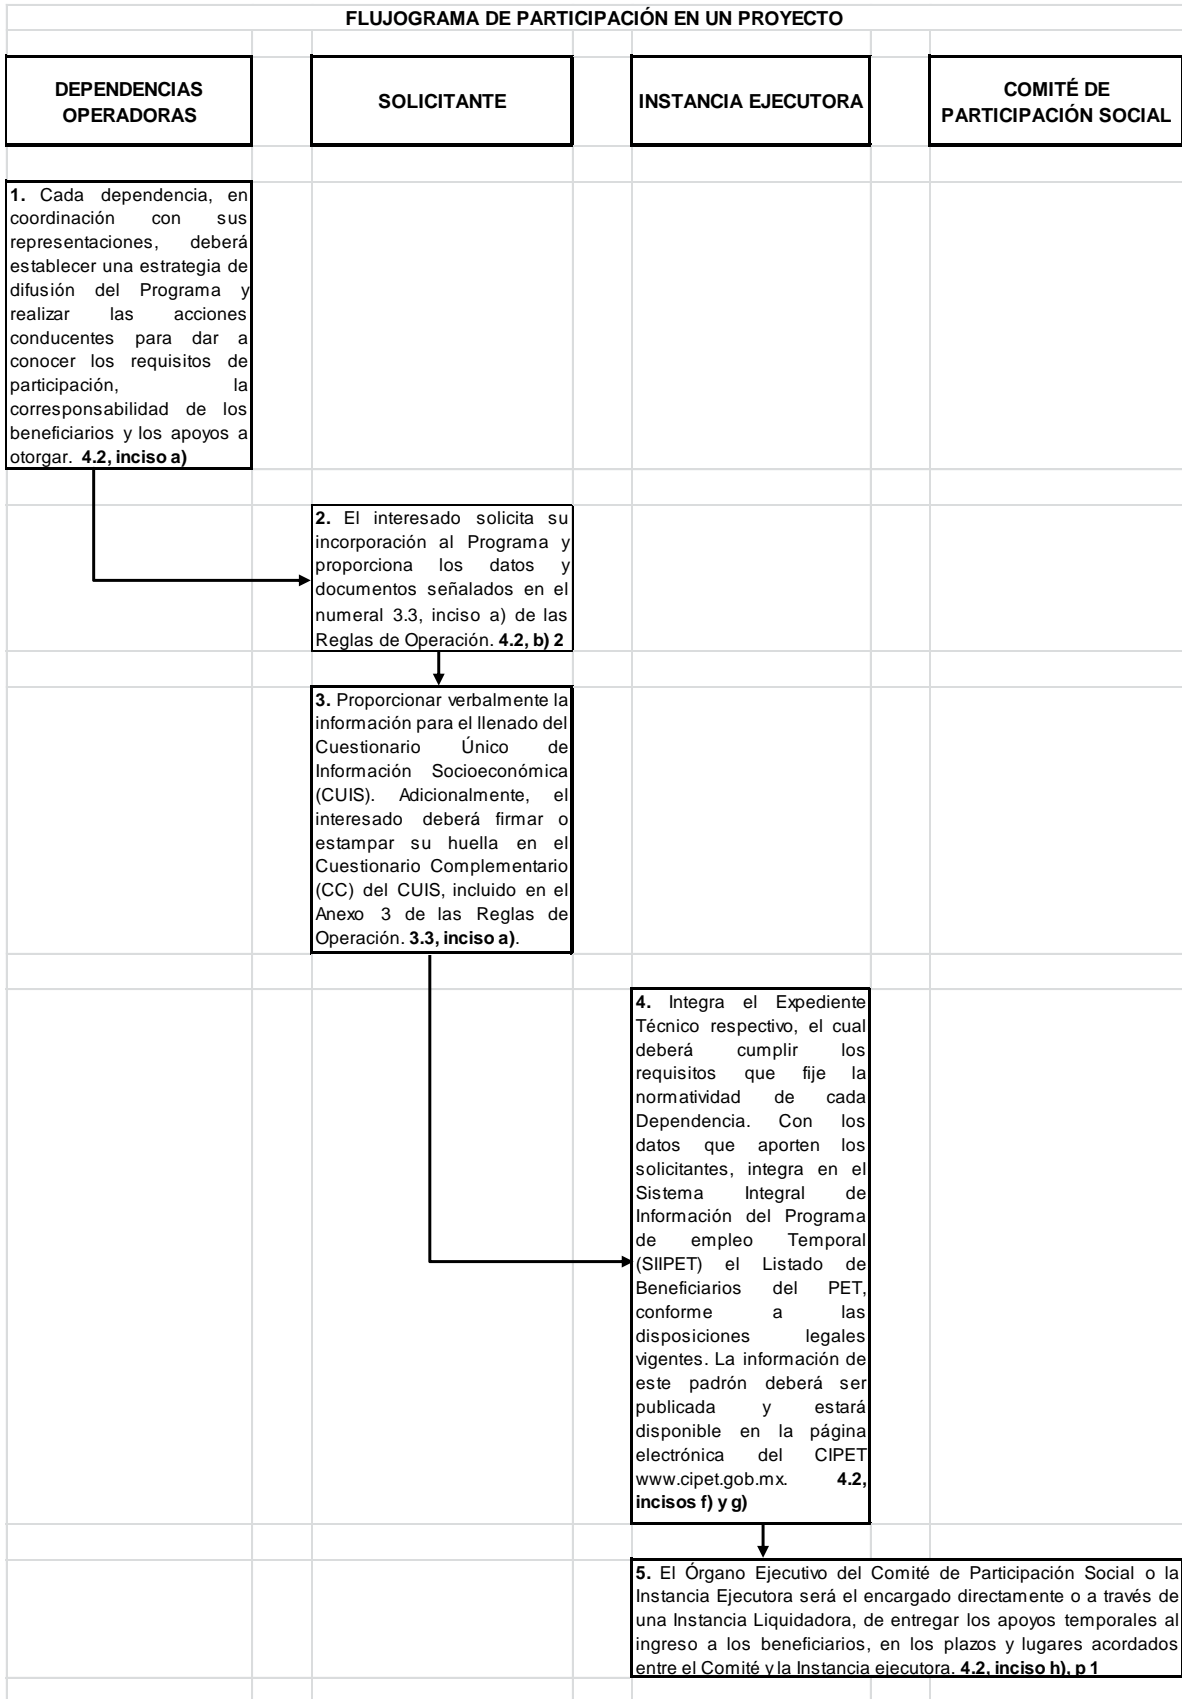 FLUJOGRAMA DE PARTICIPACIÓN EN UN PROYECTO
DEPENDENCIAS
OPERADORAS
SOLICITANTE
INSTANCIA EJECUTORA
COMITÉ DE
PARTICIPACIÓN SOCIAL
1. Cada dependencia, en
coordinación con sus
representaciones, deberá
establecer una estrategia de
difusión del Programa y
realizar las acciones
conducentes para dar a
conocer los requisitos de
participación, la
corresponsabilidad de los
beneficiarios y los apoyos a
otorgar. 4.2, inciso a)
2. El interesado solicita su
incorporación al Programa y
proporciona los datos y
documentos señalados en el
numeral 3.3, inciso a) de las
Reglas de Operación. 4.2, b) 2
3. Proporcionar verbalmente la
información para el llenado del
Cuestionario Único de
Información Socioeconómica
(CUIS). Adicionalmente, el
interesado deberá firmar o
estampar su huella en el
Cuestionario Complementario
(CC) del CUIS, incluido en el
Anexo 3 de las Reglas de
Operación. 3.3, inciso a).
4. Integra el Expediente
Técnico respectivo, el cual
deberá cumplir los
requisitos que fije la
normatividad de cada
Dependencia. Con los
datos que aporten los
solicitantes, integra en el
Sistema Integral de
Información del Programa
de empleo Temporal
(SIIPET) el Listado de
Beneficiarios del PET,
conforme a las
disposiciones legales
vigentes. La información de
este padrón deberá ser
publicada y estará
disponible en la página
electrónica del CIPET
www.cipet.gob.mx. 4.2,
incisos f) y g)
5. El Órgano Ejecutivo del Comité de Participación Social o la
Instancia Ejecutora será el encargado directamente o a través de
una Instancia Liquidadora, de entregar los apoyos temporales al
ingreso a los beneficiarios, en los plazos y lugares acordados
entre el Comité y la Instancia ejecutora. 4.2, inciso h), p 1